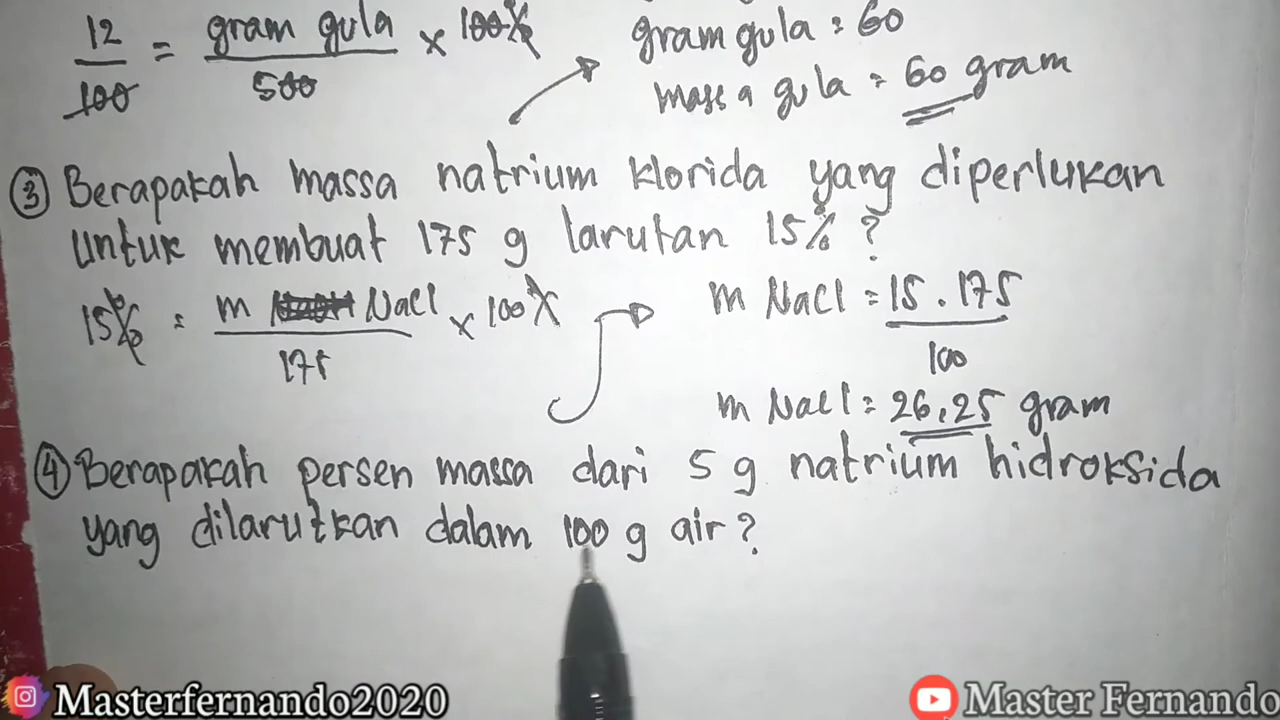 12/100 = gram gula/500 × 100%
gram gula = 60
massa gula = 60 gram
③ Berapakah massa natrium klorida yang diperlukan
untuk membuat 175 g larutan 15% ?
15% = m NaCl/175 × 100%
m NaCl = 15 . 175/100
m NaCl = 26,25 gram
④ Berapakah persen massa dari 5 g natrium hidroksida
yang dilarutkan dalam 100 g air?
Masterfernando2020
Master Fernando